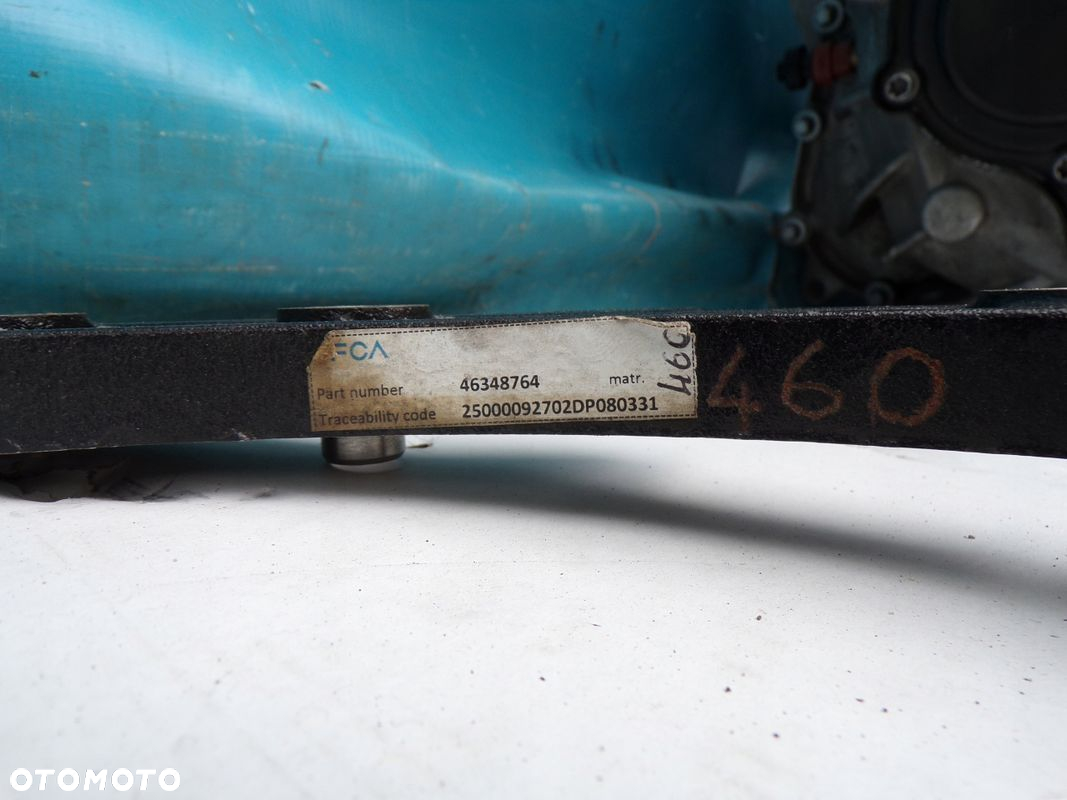 FCA
Part number 46348764 matr. 460
Traceability code 25000092702DP080331
460
OTOMOTO